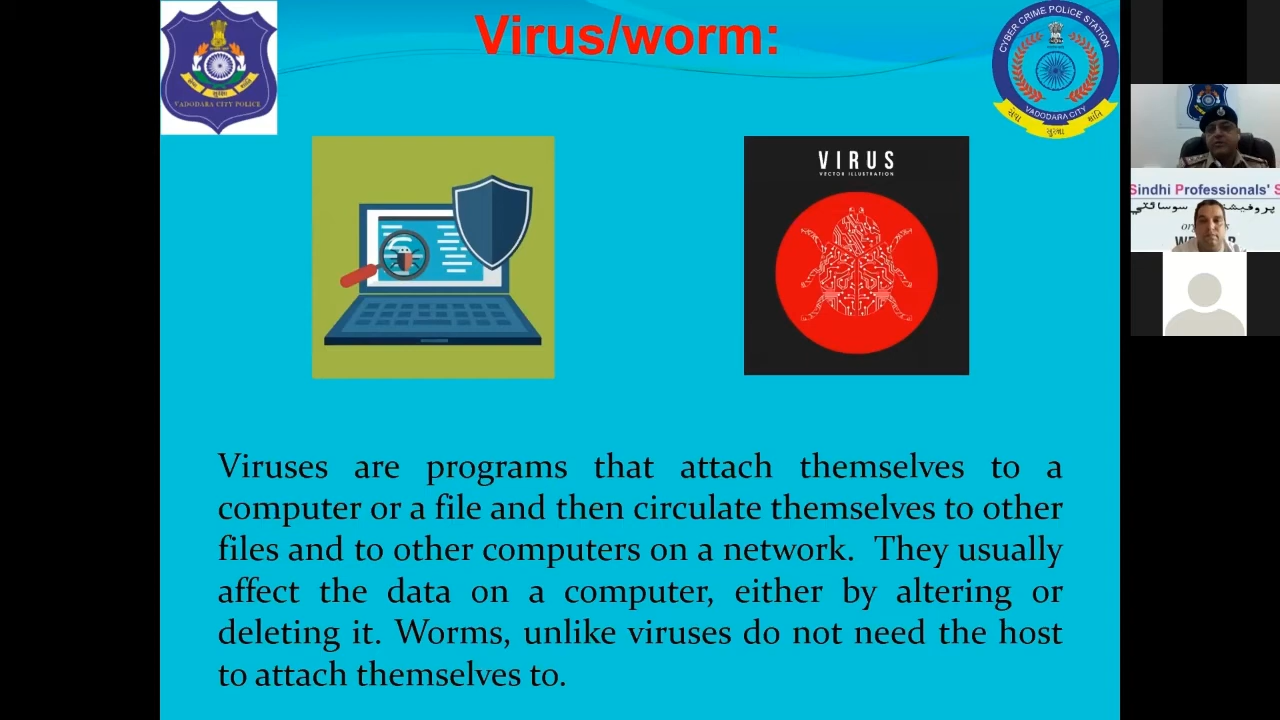 Virus/worm:
VADODARA CITY POLICE
CYBER CRIME POLICE STATION
VADODARA CITY
સેવા સુરક્ષા શાંતિ
VIRUS
VECTOR ILLUSTRATION
Viruses are programs that attach themselves to a
computer or a file and then circulate themselves to other
files and to other computers on a network. They usually
affect the data on a computer, either by altering or
deleting it. Worms, unlike viruses do not need the host
to attach themselves to.
Sindhi Professionals' S